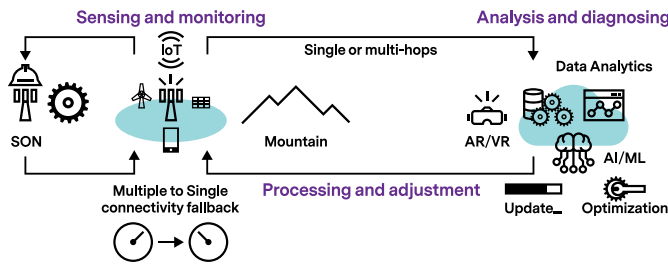 Sensing and monitoring
Analysis and diagnosing
IoT
Single or multi-hops
Data Analytics
SON
Mountain
AR/VR
AI/ML
Multiple to Single
connectivity fallback
Processing and adjustment
Update_
Optimization